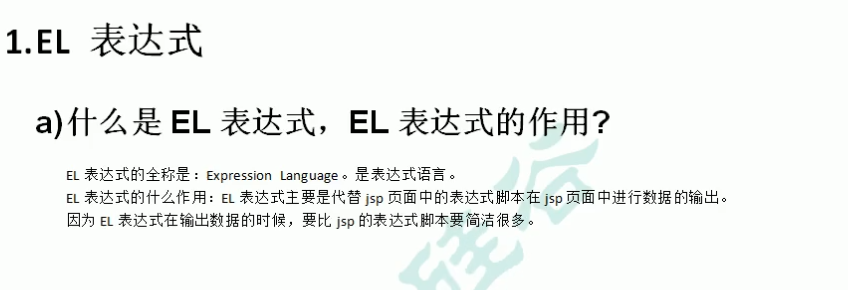 1.EL 表达式
a)什么是 EL 表达式，EL 表达式的作用?
EL 表达式的全称是：Expression Language。是表达式语言。
EL 表达式的什么作用：EL 表达式主要是代替 jsp 页面中的表达式脚本在 jsp 页面中进行数据的输出。
因为 EL 表达式在输出数据的时候，要比 jsp 的表达式脚本要简洁很多。
硅谷